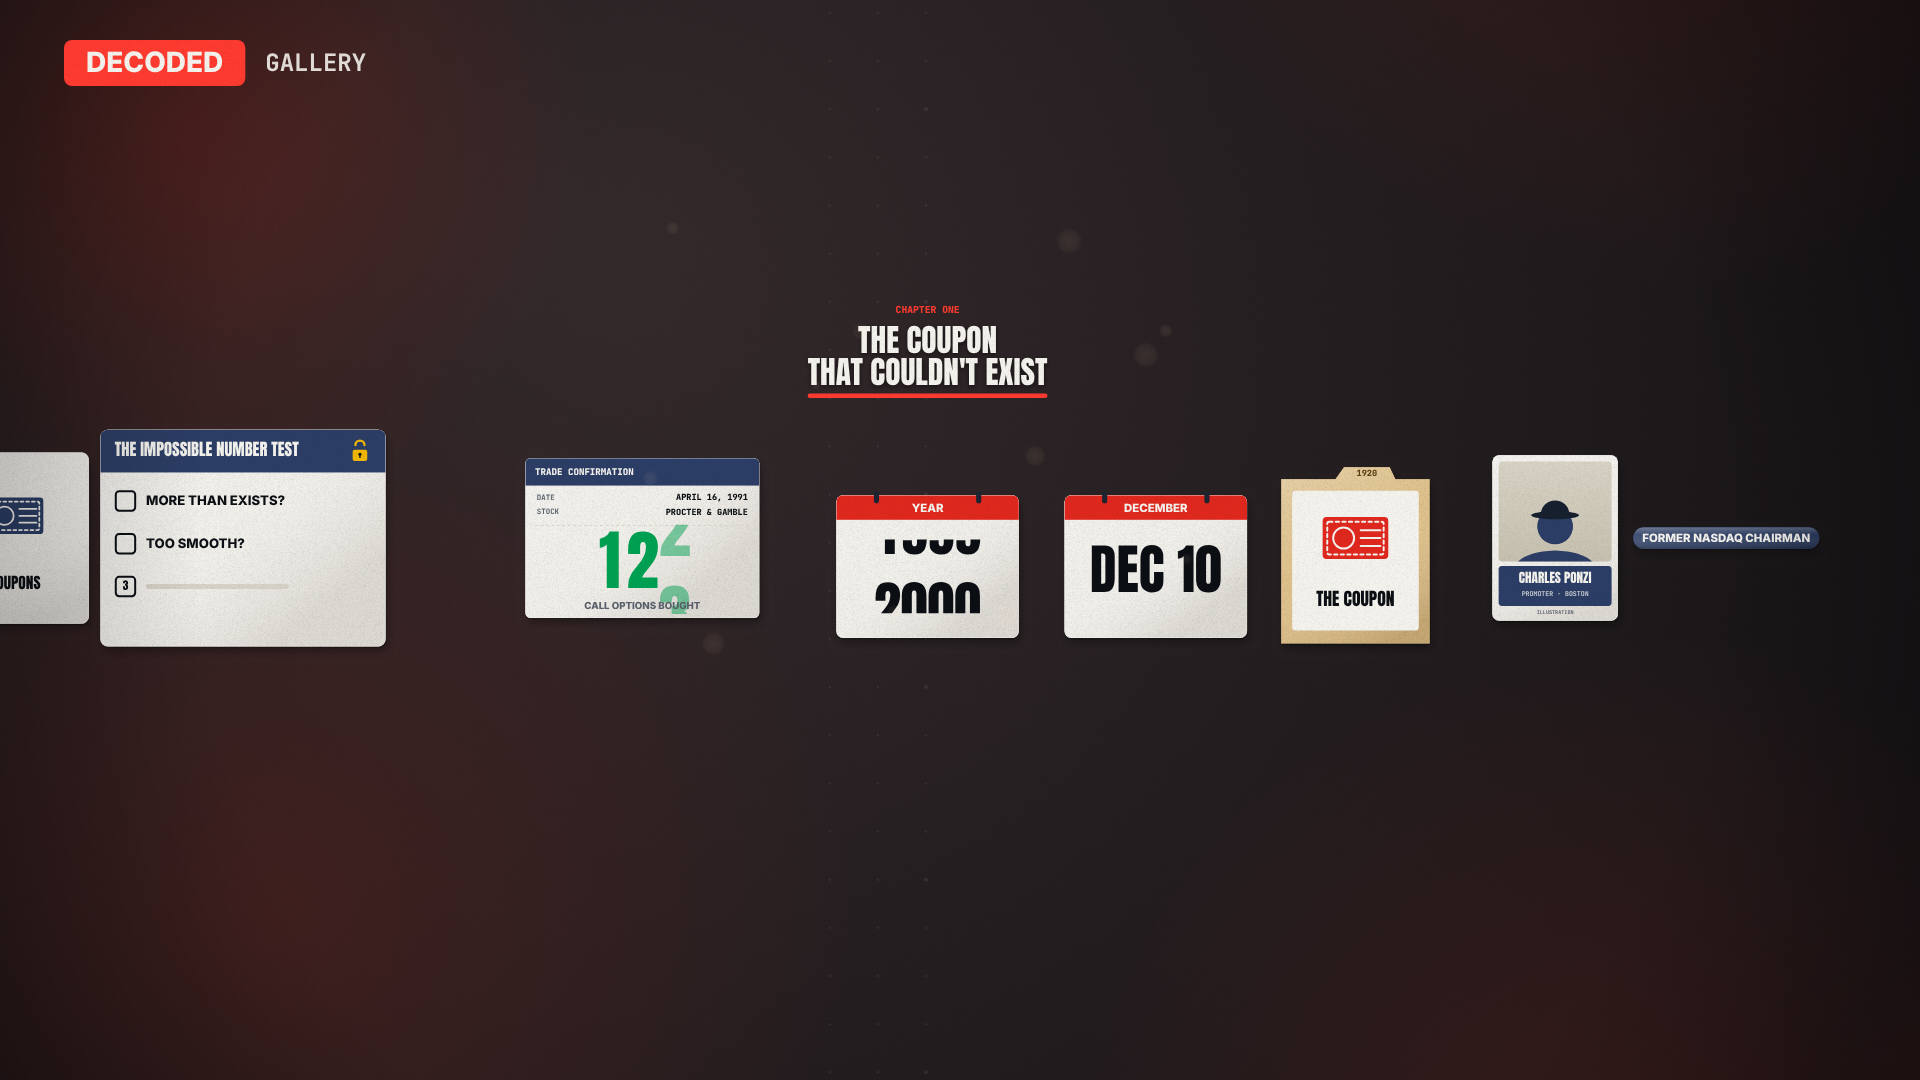 DECODED GALLERY
CHAPTER ONE
THE COUPON
THAT COULDN'T EXIST
OUPONS
THE IMPOSSIBLE NUMBER TEST
MORE THAN EXISTS?
TOO SMOOTH?
3
TRADE CONFIRMATION
DATE APRIL 16, 1991
STOCK PROCTER & GAMBLE
12
CALL OPTIONS BOUGHT
YEAR
2000
DECEMBER
DEC 10
1920
THE COUPON
CHARLES PONZI
PROMOTER · BOSTON
ILLUSTRATION
FORMER NASDAQ CHAIRMAN